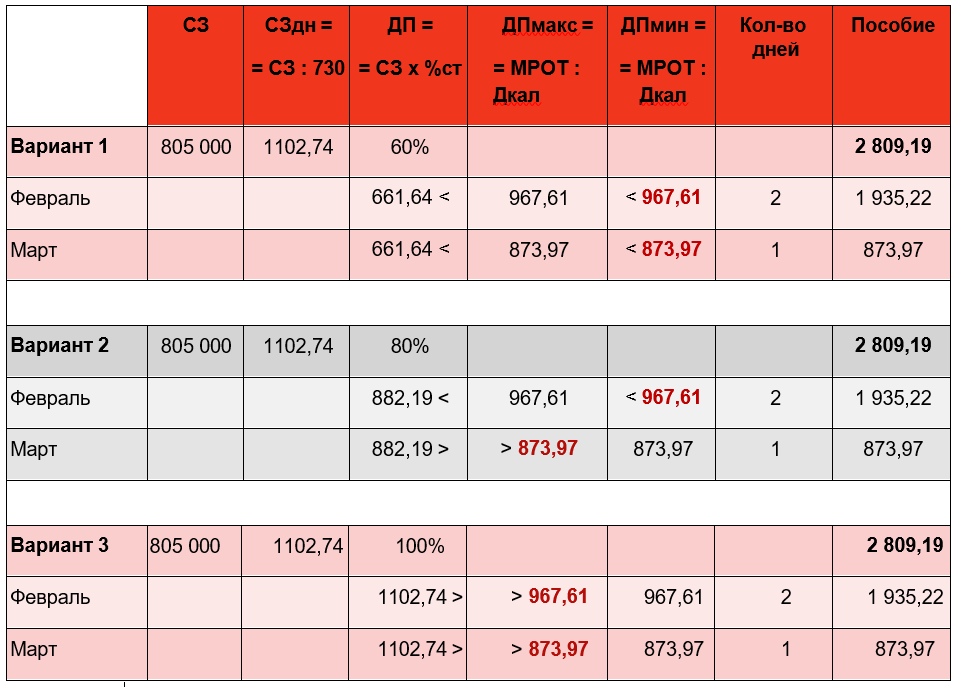 СЗ СЗдн = ДП = ДПмакс = ДПмин = Кол-во дней Пособие
= СЗ : 730 = СЗ х %ст = МРОТ : Дкал = МРОТ : Дкал
Вариант 1 805 000 1102,74 60% 2 809,19
Февраль 661,64 < 967,61 < 967,61 2 1 935,22
Март 661,64 < 873,97 < 873,97 1 873,97
Вариант 2 805 000 1102,74 80% 2 809,19
Февраль 882,19 < 967,61 < 967,61 2 1 935,22
Март 882,19 > > 873,97 873,97 1 873,97
Вариант 3 805 000 1102,74 100% 2 809,19
Февраль 1102,74 > > 967,61 967,61 2 1 935,22
Март 1102,74 > > 873,97 873,97 1 873,97